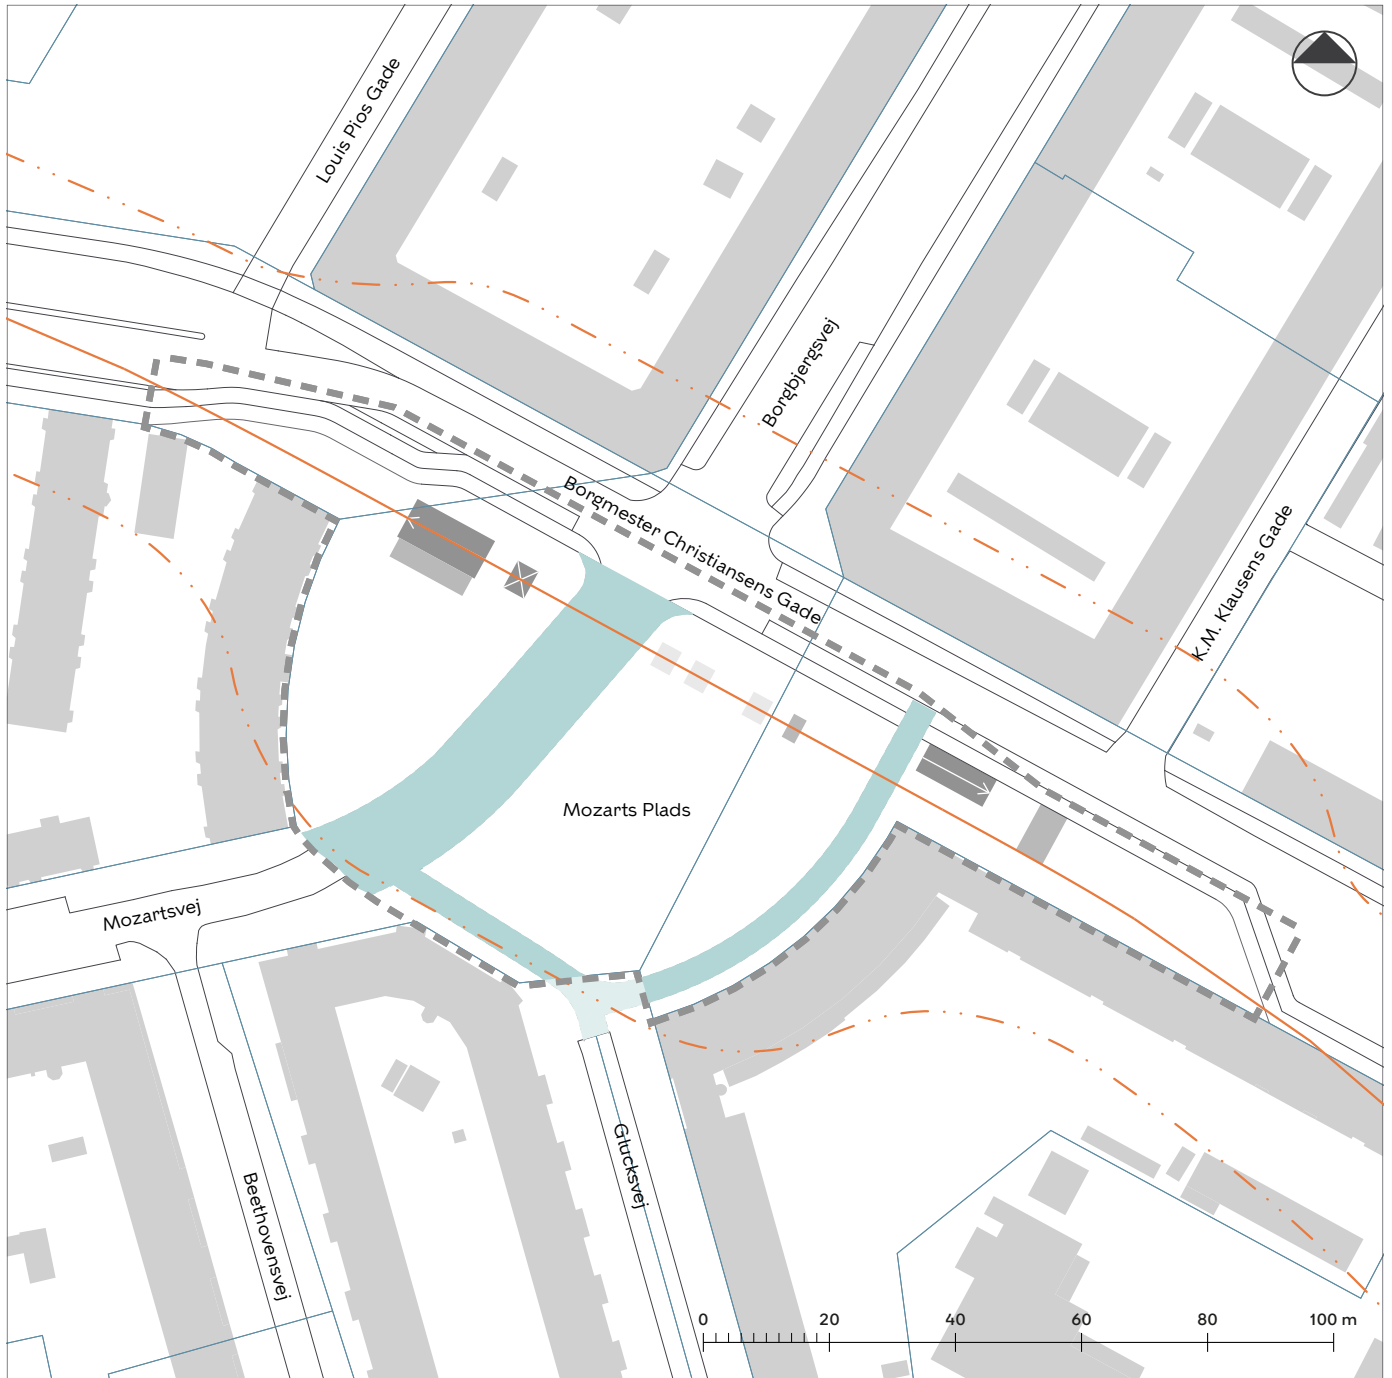 Louis Pios Gade
Borgbjergsvej
Borgmester Christiansens Gade
K.M. Klausens Gade
Mozarts Plads
Mozartsvej
Beethovensvej
Glucksvej
0 20 40 60 80 100 m